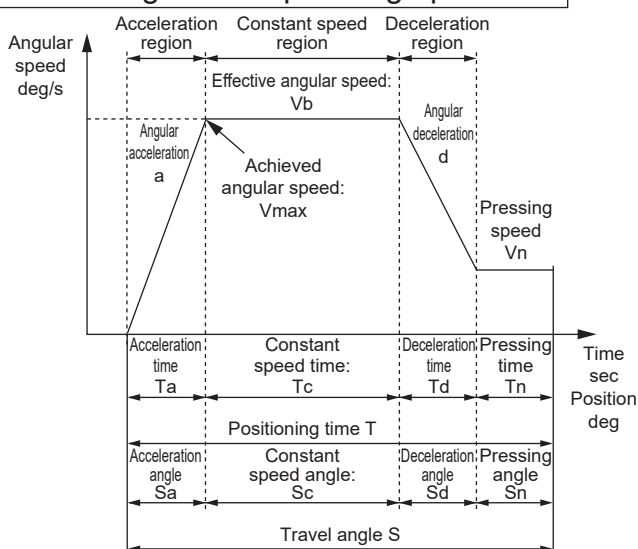 Acceleration region
Constant speed region
Deceleration region
Angular speed deg/s
Effective angular speed:
Vb
Angular acceleration
a
Achieved angular speed:
Vmax
Angular deceleration
d
Pressing speed
Vn
Acceleration time
Ta
Constant speed time:
Tc
Deceleration time
Td
Pressing time
Tn
Time
sec
Position
deg
Positioning time T
Acceleration angle
Sa
Constant speed angle:
Sc
Deceleration angle
Sd
Pressing angle
Sn
Travel angle S